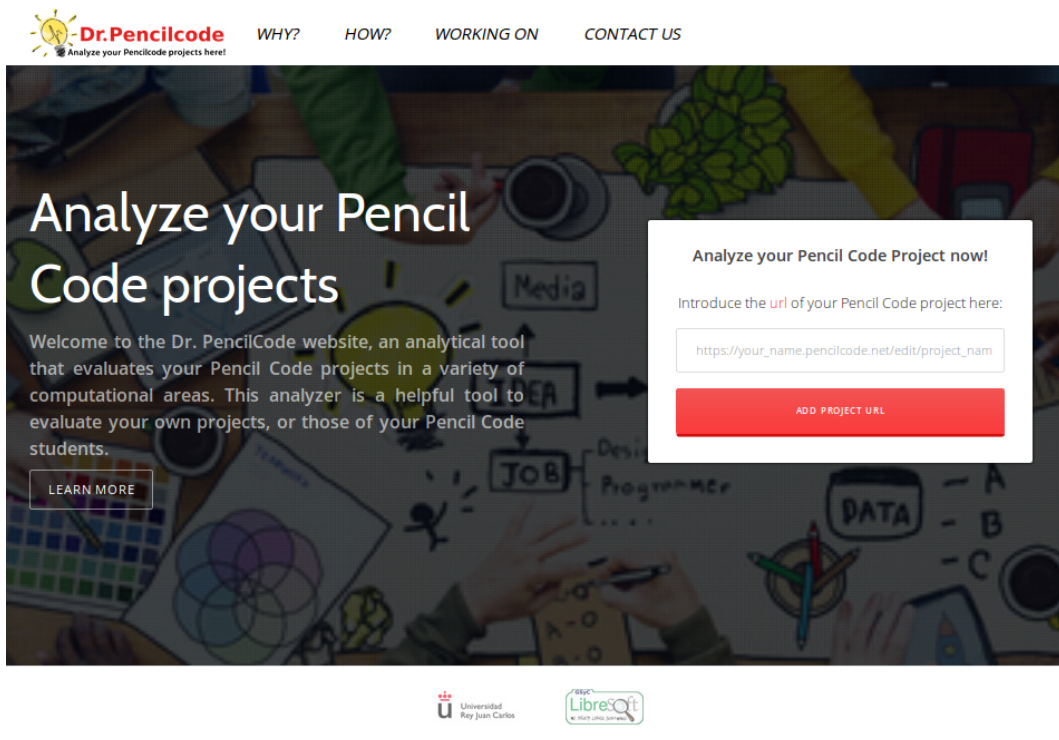 Dr.Pencilcode
Analyze your Pencilcode projects here!
WHY? HOW? WORKING ON CONTACT US
Analyze your Pencil
Code projects
Welcome to the Dr. PencilCode website, an analytical tool
that evaluates your Pencil Code projects in a variety of
computational areas. This analyzer is a helpful tool to
evaluate your own projects, or those of your Pencil Code
students.
LEARN MORE
Analyze your Pencil Code Project now!
Introduce the url of your Pencil Code project here:
https://your_name.pencilcode.net/edit/project_nam
ADD PROJECT URL
Media
IDEA
JOB
Programmer
DATA
A
B
C
Universidad
Rey Juan Carlos
GSyC
LibreSoft